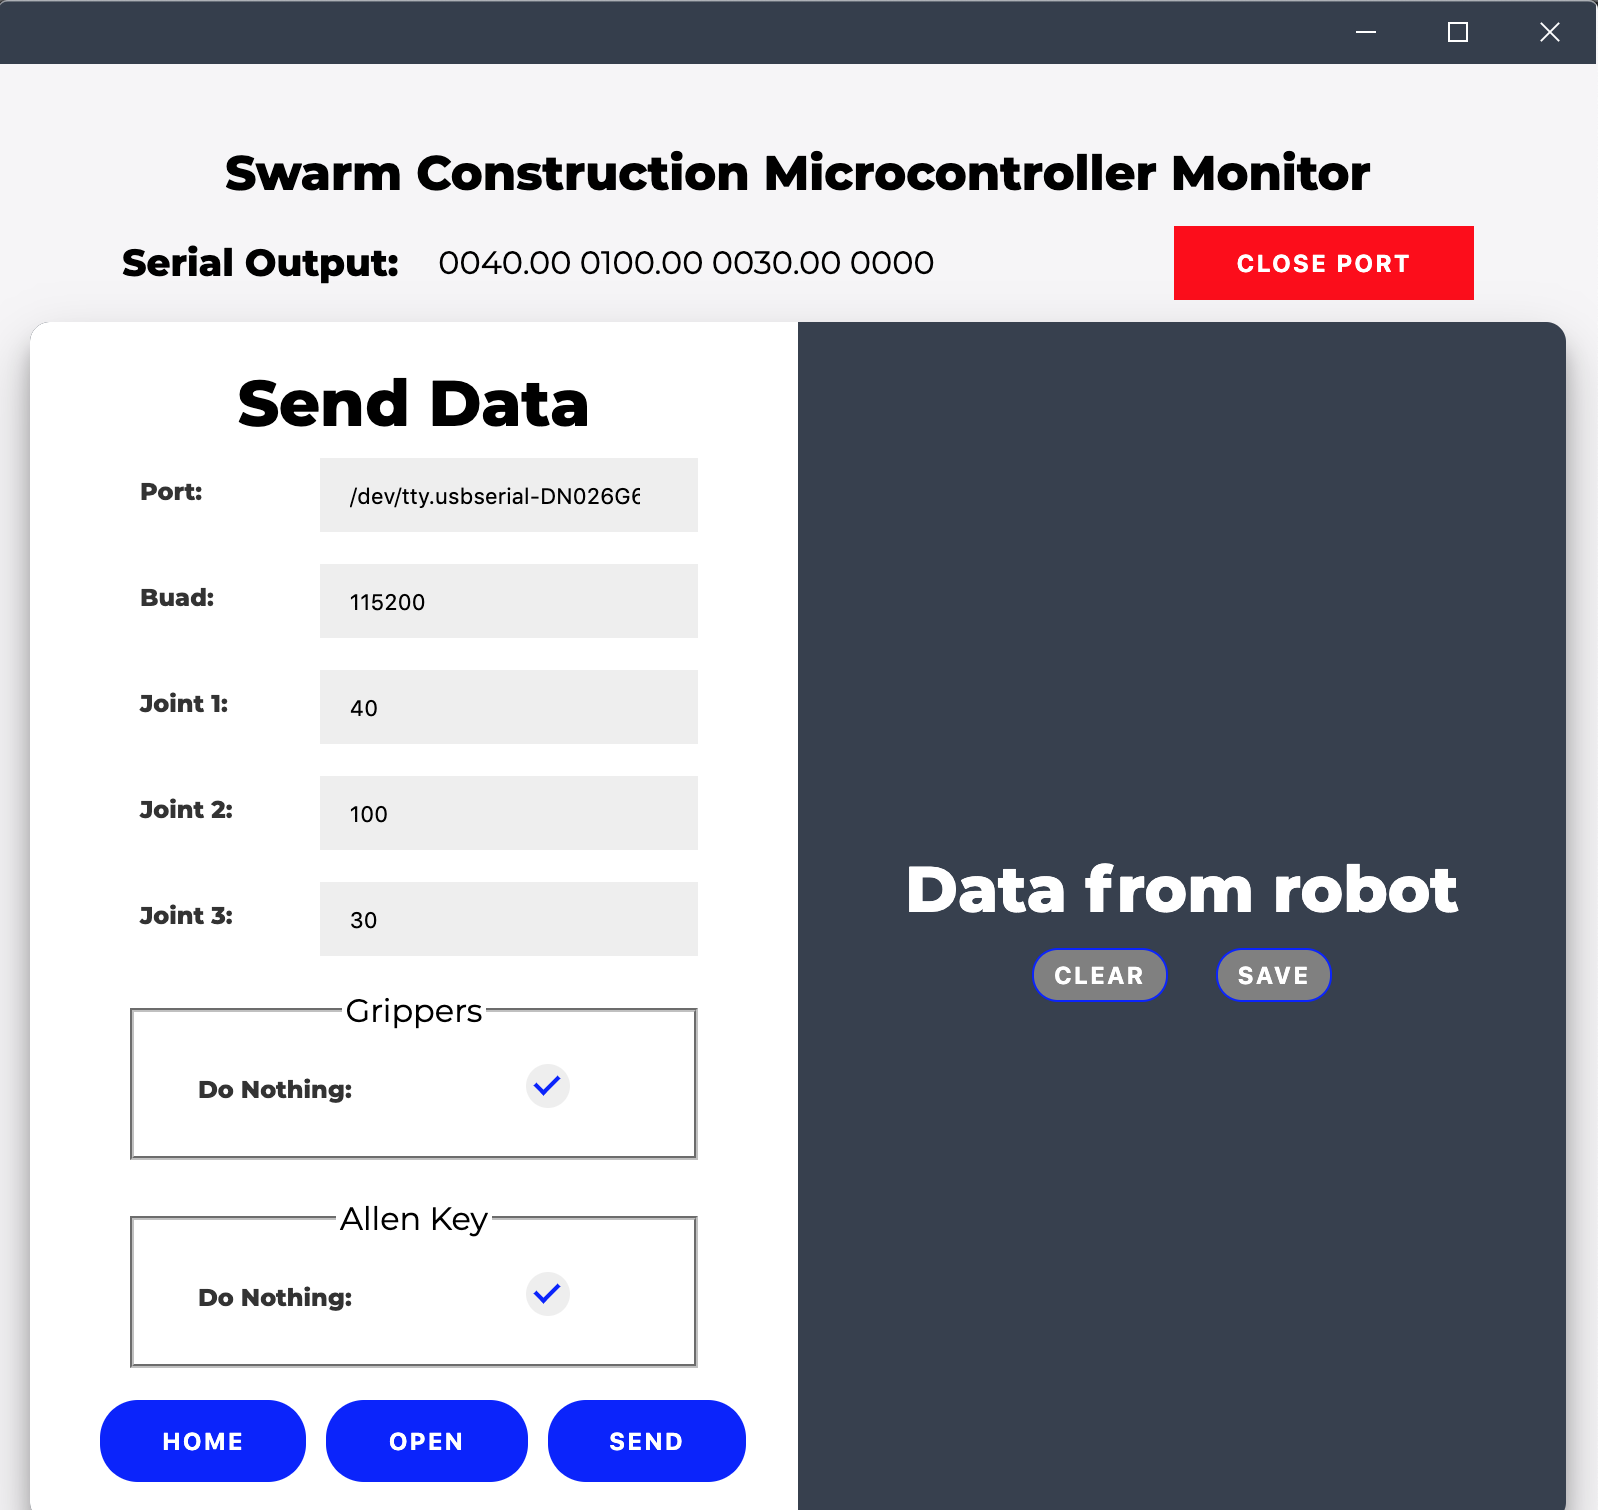 Swarm Construction Microcontroller Monitor
Serial Output: 0040.00 0100.00 0030.00 0000
CLOSE PORT
Send Data
Port: /dev/tty.usbserial-DN026G6
Buad: 115200
Joint 1: 40
Joint 2: 100
Joint 3: 30
Grippers
Do Nothing:
Allen Key
Do Nothing:
HOME OPEN SEND
Data from robot
CLEAR SAVE